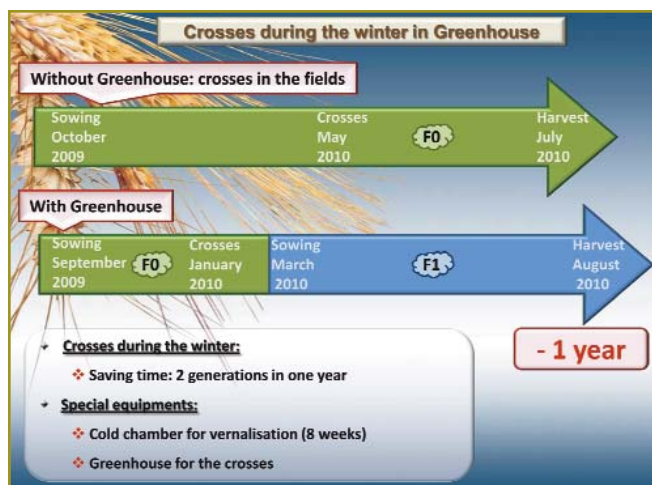 Crosses during the winter in Greenhouse
Without Greenhouse: crosses in the fields
Sowing
October
2009
Crosses
May
2010
F0
Harvest
July
2010
With Greenhouse
Sowing
September
2009
F0
Crosses
January
2010
Sowing
March
2010
F1
Harvest
August
2010
- 1 year
Crosses during the winter:
Saving time: 2 generations in one year
Special equipments:
Cold chamber for vernalisation (8 weeks)
Greenhouse for the crosses